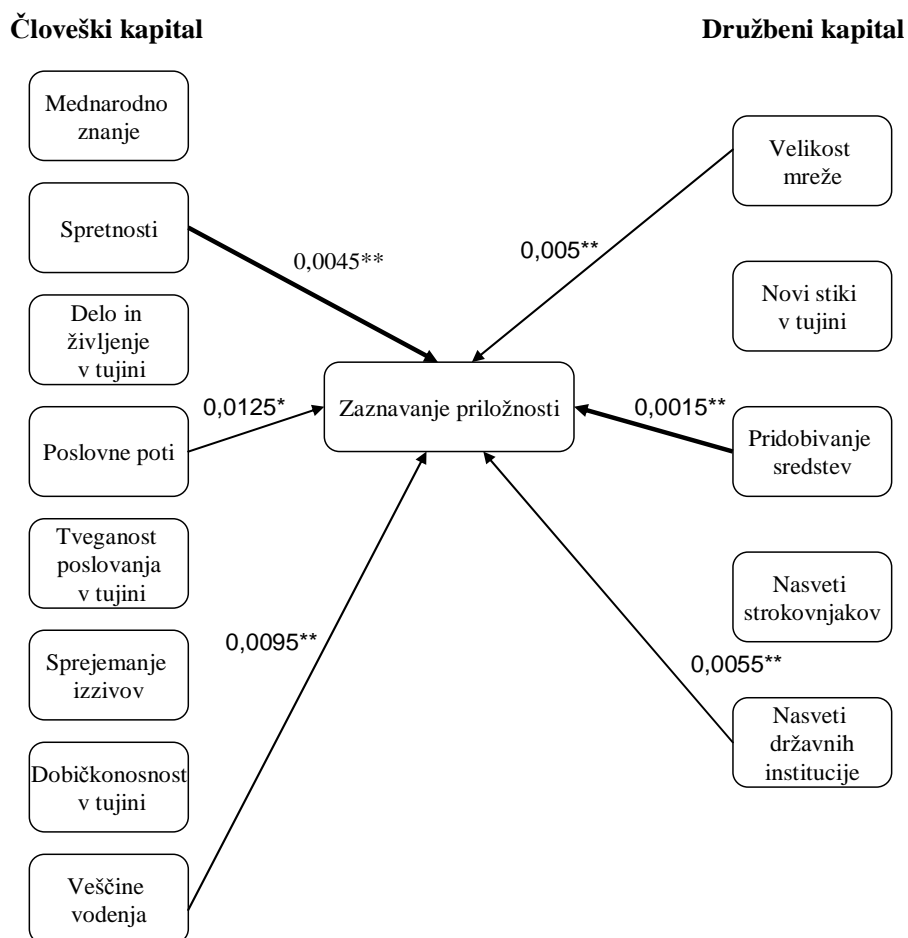 Človeški kapital
Družbeni kapital
Mednarodno
znanje
Spretnosti
Delo in
življenje
v tujini
Poslovne poti
Tveganost
poslovanja
v tujini
Sprejemanje
izzivov
Dobičkonosnost
v tujini
Veščine
vodenja
0,0045**
0,0125*
0,0095**
Zaznavanje priložnosti
0,005**
0,0015**
0,0055**
Velikost
mreže
Novi stiki
v tujini
Pridobivanje
sredstev
Nasveti
strokovnjakov
Nasveti
državnih
institucije